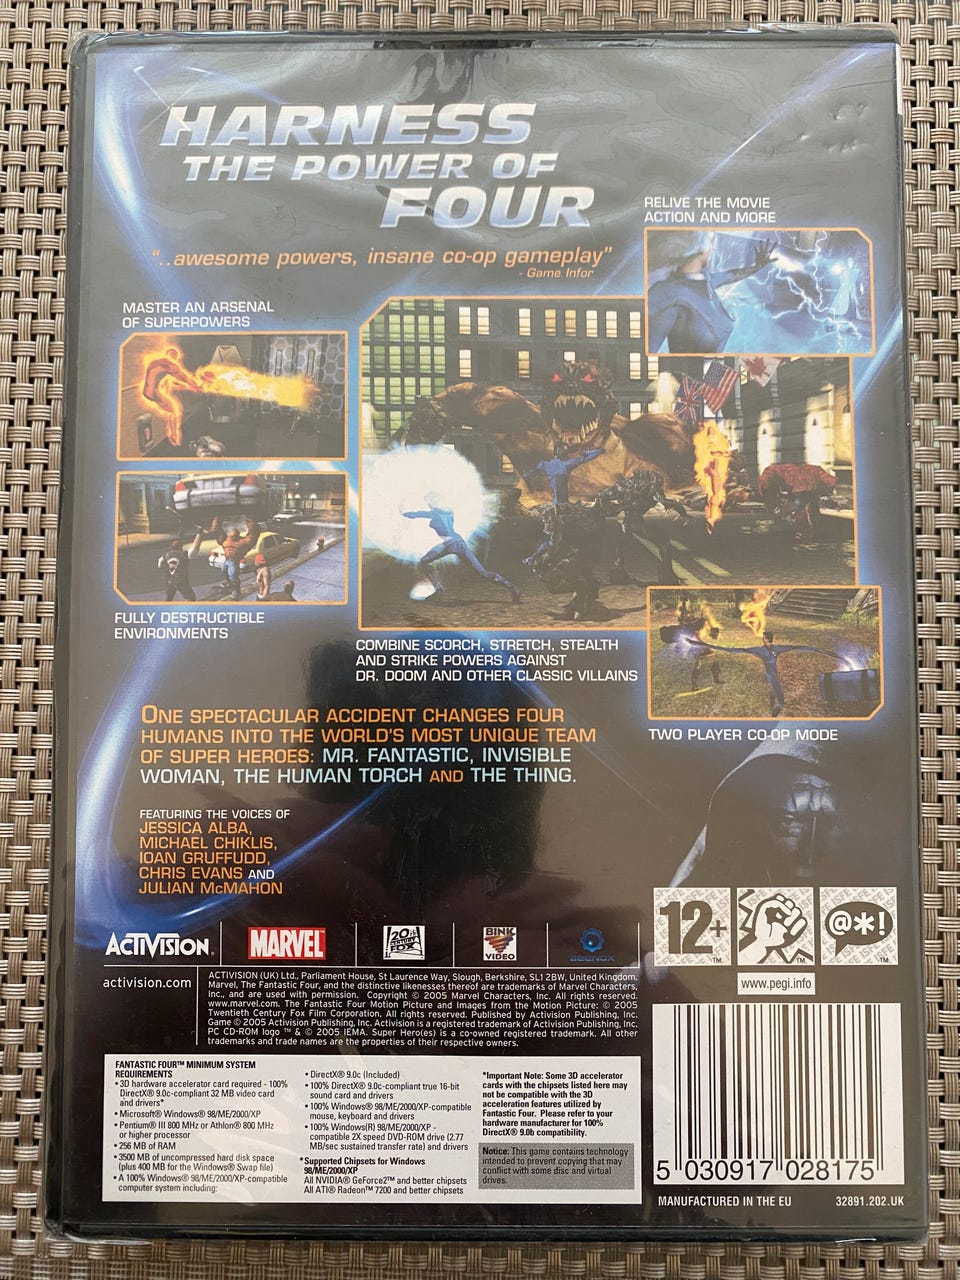 HARNESS
THE POWER OF
FOUR
"..awesome powers, insane co-op gameplay"
- Game Infor
RELIVE THE MOVIE
ACTION AND MORE
MASTER AN ARSENAL
OF SUPERPOWERS
FULLY DESTRUCTIBLE
ENVIRONMENTS
COMBINE SCORCH, STRETCH, STEALTH
AND STRIKE POWERS AGAINST
DR. DOOM AND OTHER CLASSIC VILLAINS
TWO PLAYER CO-OP MODE
ONE SPECTACULAR ACCIDENT CHANGES FOUR
HUMANS INTO THE WORLD'S MOST UNIQUE TEAM
OF SUPER HEROES: MR. FANTASTIC, INVISIBLE
WOMAN, THE HUMAN TORCH AND THE THING.
FEATURING THE VOICES OF
JESSICA ALBA,
MICHAEL CHIKLIS,
IOAN GRUFFUDD,
CHRIS EVANS AND
JULIAN McMAHON
ACTIVISION.
MARVEL
20TH CENTURY FOX
BINK VIDEO
BEENOX
12+
@*!
www.pegi.info
activision.com
ACTIVISION (UK) Ltd., Parliament House, St Laurence Way, Slough, Berkshire, SL1 2BW, United Kingdom.
Marvel, The Fantastic Four, and the distinctive likenesses thereof are trademarks of Marvel Characters,
Inc., and are used with permission. Copyright © 2005 Marvel Characters, Inc. All rights reserved.
www.marvel.com. The Fantastic Four Motion Picture and Images from the Motion Picture: © 2005
Twentieth Century Fox Film Corporation. All rights reserved. Published by Activision Publishing, Inc.
Game © 2005 Activision Publishing, Inc. Activision is a registered trademark of Activision Publishing, Inc.
PC CD-ROM logo ™ & © 2005 IEMA. Super Hero(es) is a co-owned registered trademark. All other
trademarks and trade names are the properties of their respective owners.
FANTASTIC FOUR™ MINIMUM SYSTEM
REQUIREMENTS
• 3D hardware accelerator card required - 100%
DirectX® 9.0c-compliant 32 MB video card
and drivers*
• Microsoft® Windows® 98/ME/2000/XP
• Pentium® III 800 MHz or Athlon® 800 MHz
or higher processor
• 256 MB of RAM
• 3500 MB of uncompressed hard disk space
(plus 400 MB for the Windows® Swap file)
• A 100% Windows® 98/ME/2000/XP-compatible
computer system including:
• DirectX® 9.0c (Included)
• 100% DirectX® 9.0c-compliant true 16-bit
sound card and drivers
• 100% Windows® 98/ME/2000/XP-compatible
mouse, keyboard and drivers
• 100% Windows(R) 98/ME/2000/XP -
compatible 2X speed DVD-ROM drive (2.77
MB/sec sustained transfer rate) and drivers
*Supported Chipsets for Windows
98/ME/2000/XP
All NVIDIA® GeForce2™ and better chipsets
All ATI® Radeon™ 7200 and better chipsets
*Important Note: Some 3D accelerator
cards with the chipsets listed here may
not be compatible with the 3D
acceleration features utilized by
Fantastic Four. Please refer to your
hardware manufacturer for 100%
DirectX® 9.0b compatibility.
Notice: This game contains technology
intended to prevent copying that may
conflict with some disc and virtual
drives.
5 030917 028175
MANUFACTURED IN THE EU
32891.202.UK